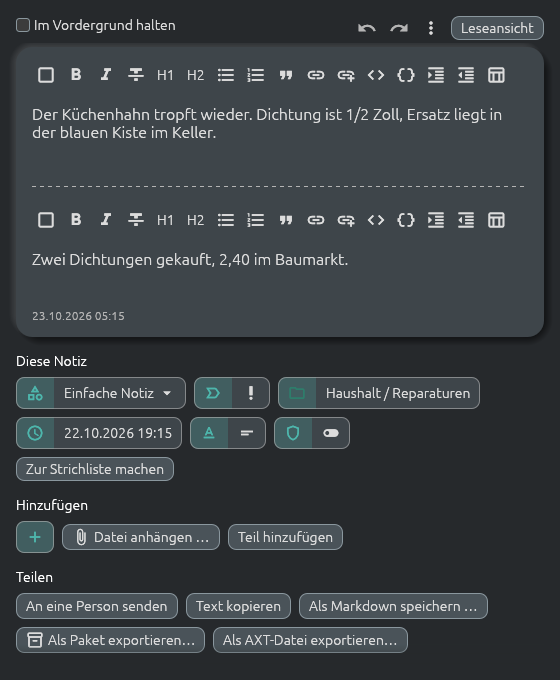 Im Vordergrund halten
Leseansicht
B I S H1 H2
Der Küchenhahn tropft wieder. Dichtung ist 1/2 Zoll, Ersatz liegt in
der blauen Kiste im Keller.
B I S H1 H2
Zwei Dichtungen gekauft, 2,40 im Baumarkt.
23.10.2026 05:15
Diese Notiz
Einfache Notiz
Haushalt / Reparaturen
22.10.2026 19:15
Zur Strichliste machen
Hinzufügen
Datei anhängen … Teil hinzufügen
Teilen
An eine Person senden Text kopieren Als Markdown speichern …
Als Paket exportieren… Als AXT-Datei exportieren…